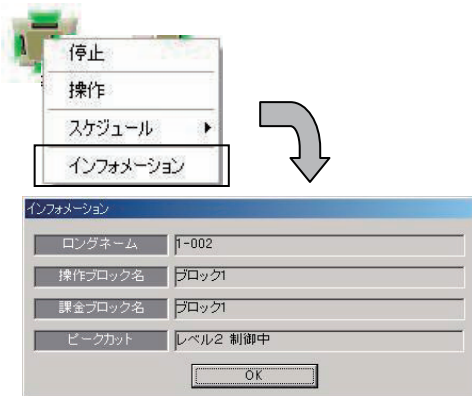 停止
操作
スケジュール
インフォメーション
インフォメーション
ロングネーム 1-002
操作ブロック名 ブロック1
課金ブロック名 ブロック1
ピークカット レベル2 制御中
OK